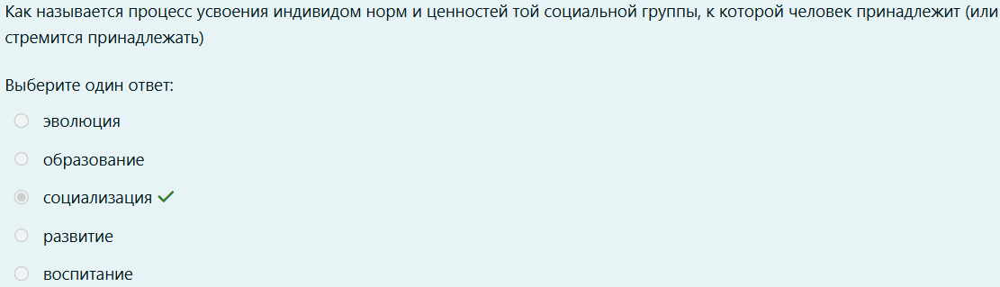 Как называется процесс усвоения индивидом норм и ценностей той социальной группы, к которой человек принадлежит (или
стремится принадлежать)
Выберите один ответ:
эволюция
образование
социализация
развитие
воспитание